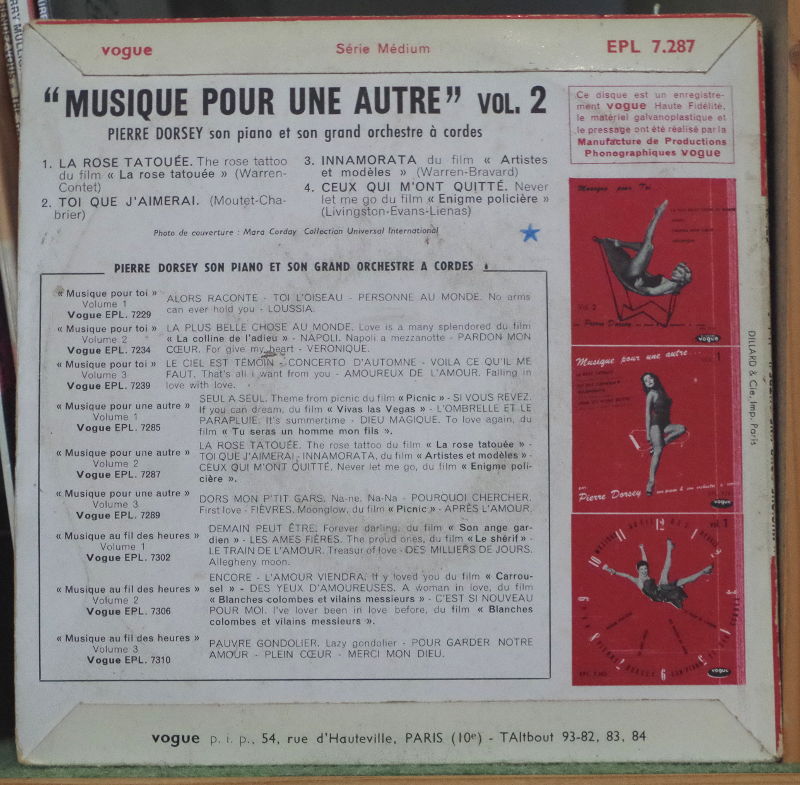 vogue
Série Médium
EPL 7.287
“MUSIQUE POUR UNE AUTRE” VOL. 2
PIERRE DORSEY son piano et son grand orchestre à cordes
1. LA ROSE TATOUÉE. The rose tattoo
du film « La rose tatouée » (Warren-
Contet)
2. TOI QUE J'AIMERAI. (Moutet-Cha-
brier)
3. INNAMORATA du film « Artistes
et modèles » (Warren-Bravard)
4. CEUX QUI M'ONT QUITTÉ. Never
let me go du film « Enigme policière »
(Livingston-Evans-Lienas)
Photo de couverture : Mara Corday Collection Universal International
Ce disque est un enregistre-
ment vogue Haute Fidélité,
le matériel galvanoplastique et
le pressage ont été réalisé par la
Manufacture de Productions
Phonographiques VOGUE
PIERRE DORSEY SON PIANO ET SON GRAND ORCHESTRE A CORDES
« Musique pour toi »
Volume 1
Vogue EPL. 7229
ALORS RACONTE - TOI L'OISEAU - PERSONNE AU MONDE. No arms
can ever hold you - LOUSSIA.
« Musique pour toi »
Volume 2
Vogue EPL. 7234
LA PLUS BELLE CHOSE AU MONDE. Love is a many splendored du film
« La colline de l'adieu » - NAPOLI. Napoli a mezzanotte - PARDON MON
CŒUR. For give my heart - VERONIQUE.
« Musique pour toi »
Volume 3
Vogue EPL. 7239
LE CIEL EST TÉMOIN - CONCERTO D'AUTOMNE - VOILA CE QU'IL ME
FAUT. That's all i want from you - AMOUREUX DE L'AMOUR. Falling in
love with love.
« Musique pour une autre »
Volume 1
Vogue EPL. 7285
SEUL A SEUL. Theme from picnic du film « Picnic » - SI VOUS REVEZ.
If you can dream, du film « Vivas las Vegas » - L'OMBRELLE ET LE
PARAPLUIE. It's summertime - DIEU MAGIQUE. To love again, du
film « Tu seras un homme mon fils ».
« Musique pour une autre »
Volume 2
Vogue EPL. 7287
LA ROSE TATOUÉE. The rose tattoo du film « La rose tatouée » -
TOI QUE J'AIMERAI - INNAMORATA, du film « Artistes et modèles » -
CEUX QUI M'ONT QUITTÉ. Never let me go, du film « Enigme poli-
cière ».
« Musique pour une autre »
Volume 3
Vogue EPL. 7289
DORS MON P'TIT GARS. Na-ne. Na-Na - POURQUOI CHERCHER.
First love - FIÈVRES. Moonglow, du film « Picnic » - APRÈS L'AMOUR.
« Musique au fil des heures »
Volume 1
Vogue EPL. 7302
DEMAIN PEUT ÊTRE. Forever darling, du film « Son ange gar-
dien » - LES AMES FIÈRES. The proud ones, du film « Le shérif » -
LE TRAIN DE L'AMOUR. Treasur of love - DES MILLIERS DE JOURS.
Allegheny moon.
« Musique au fil des heures »
Volume 2
Vogue EPL. 7306
ENCORE - L'AMOUR VIENDRA. If y loved you du film « Carrou-
sel » - DES YEUX D'AMOUREUSES. A woman in love, du film
« Blanches colombes et vilains messieurs » - C'EST SI NOUVEAU
POUR MOI. I've lover been in love before, du film « Blanches
colombes et vilains messieurs ».
« Musique au fil des heures »
Volume 3
Vogue EPL. 7310
PAUVRE GONDOLIER. Lazy gondolier - POUR GARDER NOTRE
AMOUR - PLEIN CŒUR - MERCI MON DIEU.
Musique pour Toi
Vol. 2
Pierre Dorsey
vogue
Musique pour une autre
1
Pierre Dorsey
vogue
vol. 1
vogue
DILLARD & Cie, Imp. Paris
vogue p. i. p., 54, rue d'Hauteville, PARIS (10e) - TAltbout 93-82, 83, 84